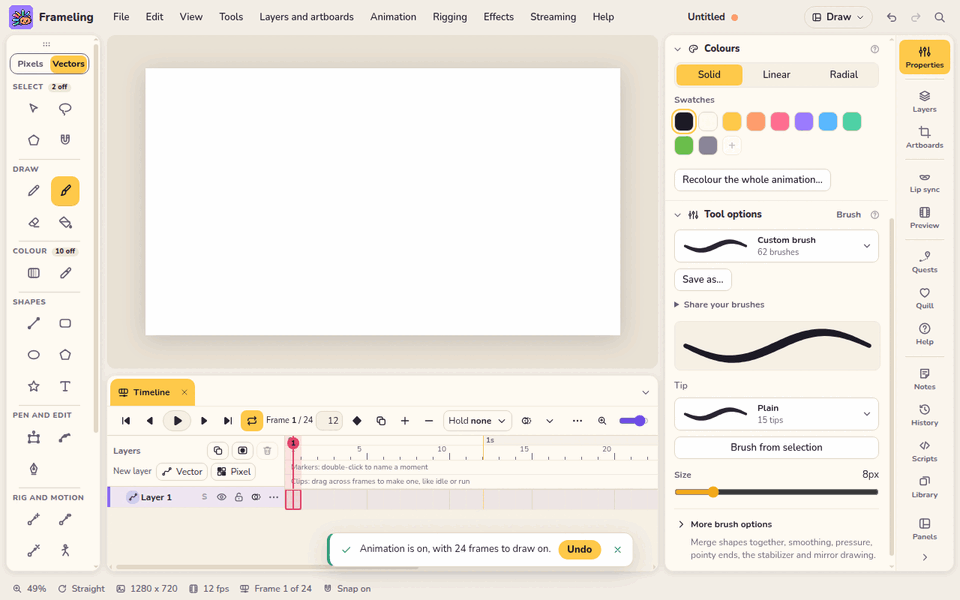 Frameling File Edit View Tools Layers and artboards Animation Rigging Effects Streaming Help Untitled Draw
Pixels Vectors
SELECT 2 off
DRAW
COLOUR 10 off
SHAPES
PEN AND EDIT
RIG AND MOTION
Timeline
Frame 1 / 24 12 Hold none
Layers
1
5 10 1s 15 20
New layer Vector Pixel
Markers: double-click to name a moment
Clips: drag across frames to make one, like idle or run
Layer 1 S
Animation is on, with 24 frames to draw on. Undo
Colours
Solid Linear Radial
Swatches
Recolour the whole animation...
Tool options Brush
Custom brush
62 brushes
Save as...
Share your brushes
Tip
Plain
15 tips
Brush from selection
Size 8px
More brush options
Merge shapes together, smoothing, pressure,
pointy ends, the stabilizer and mirror drawing.
Properties
Layers
Artboards
Lip sync
Preview
Quests
Quill
Help
Notes
History
Scripts
Library
Panels
49% Straight 1280 x 720 12 fps Frame 1 of 24 Snap on